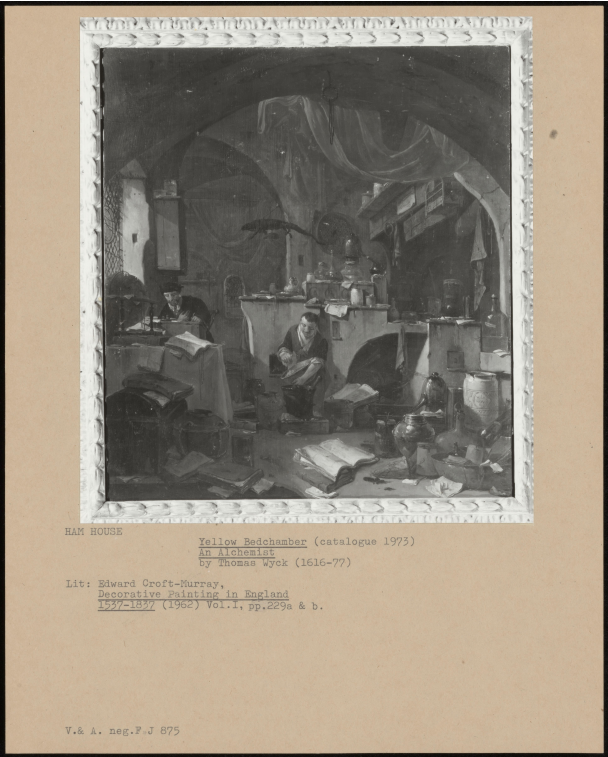 HAM HOUSE
Yellow Bedchamber (catalogue 1973)
An Alchemist
by Thomas Wyck (1616-77)
Lit: Edward Croft-Murray,
Decorative Painting in England
1537-1837 (1962) Vol.I, pp.229a & b.
V.& A. neg.F J 875